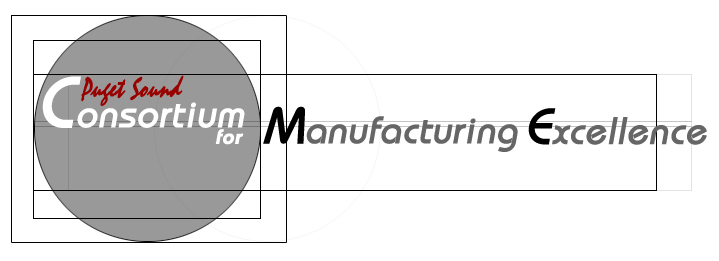 Puget Sound
Consortium
for Manufacturing Excellence